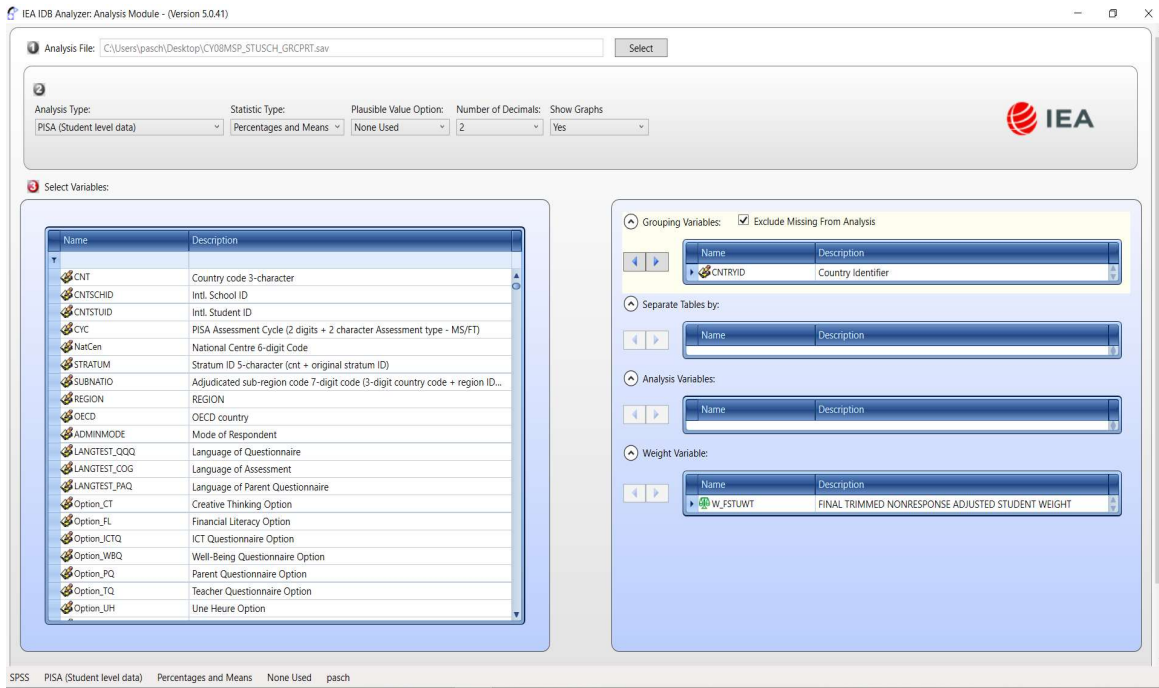 IEA IDB Analyzer: Analysis Module - (Version 5.0.41)
1 Analysis File: C:\Users\pasch\Desktop\CY08MSP_STUSCH_GRCPRT.sav Select
2
Analysis Type: Statistic Type: Plausible Value Option: Number of Decimals: Show Graphs
PISA (Student level data) Percentages and Means None Used 2 Yes
IEA
3 Select Variables:
Name Description
CNT Country code 3-character
CNTSCHID Intl. School ID
CNTSTUID Intl. Student ID
CYC PISA Assessment Cycle (2 digits + 2 character Assessment type - MS/FT)
NatCen National Centre 6-digit Code
STRATUM Stratum ID 5-character (cnt + original stratum ID)
SUBNATIO Adjudicated sub-region code 7-digit code (3-digit country code + region ID...
REGION REGION
OECD OECD country
ADMINMODE Mode of Respondent
LANGTEST_QQQ Language of Questionnaire
LANGTEST_COG Language of Assessment
LANGTEST_PAQ Language of Parent Questionnaire
Option_CT Creative Thinking Option
Option_FL Financial Literacy Option
Option_ICTQ ICT Questionnaire Option
Option_WBQ Well-Being Questionnaire Option
Option_PQ Parent Questionnaire Option
Option_TQ Teacher Questionnaire Option
Option_UH Une Heure Option
Grouping Variables: Exclude Missing From Analysis
Name Description
CNTRYID Country Identifier
Separate Tables by:
Name Description
Analysis Variables:
Name Description
Weight Variable:
Name Description
W_FSTUWT FINAL TRIMMED NONRESPONSE ADJUSTED STUDENT WEIGHT
SPSS PISA (Student level data) Percentages and Means None Used pasch